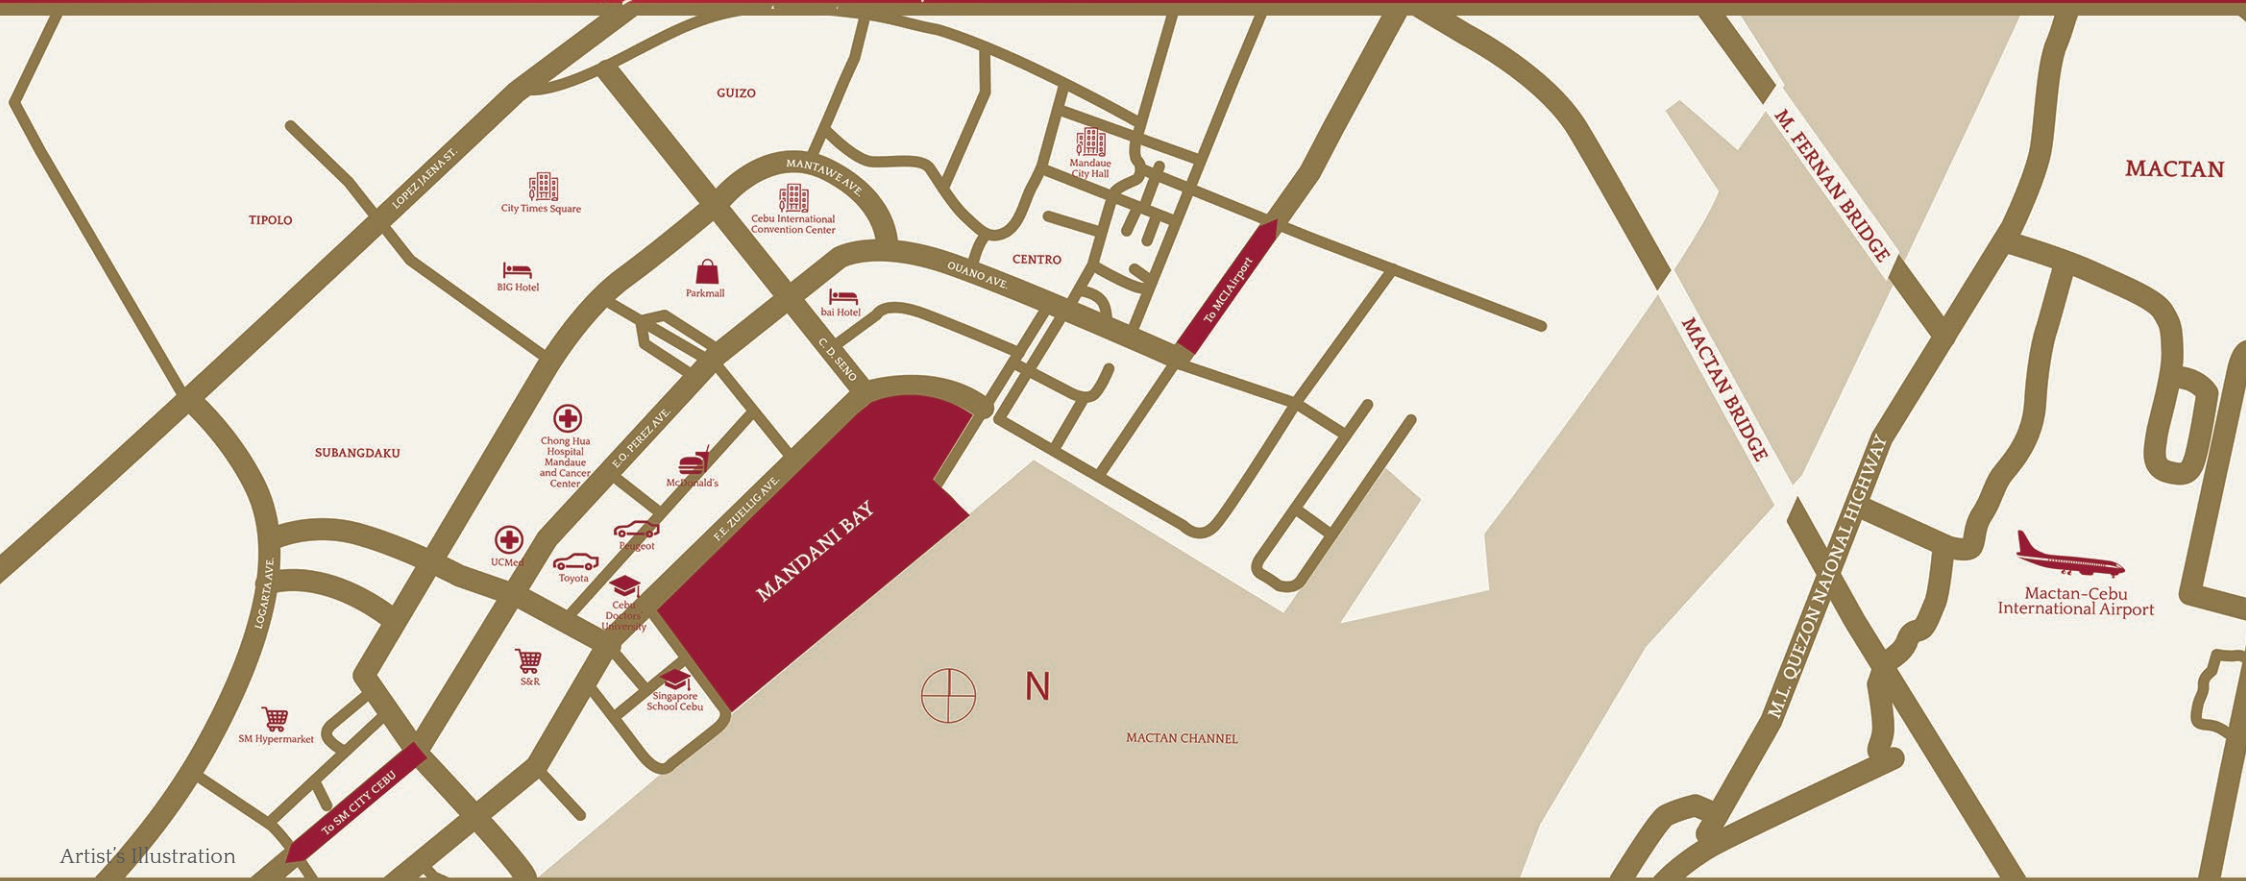 GUIZO
M. FERNAN BRIDGE
MACTAN
Mandaue
City Hall
LOPEZ JAENA ST.
MANTAWE AVE.
City Times Square
TIPOLO
Cebu International
Convention Center
CENTRO
OUANO AVE.
BIG Hotel
Parkmall
bai Hotel
To MCIAirport
C. D. SENO
MACTAN BRIDGE
SUBANGDAKU
Chong Hua
Hospital
Mandaue
and Cancer
Center
E.O. PEREZ AVE.
McDonald's
F.E. ZUELLIG AVE.
MANDANI BAY
M.L. QUEZON NAIONAL HIGHWAY
UCMed
Peugeot
Toyota
Cebu
Doctors'
University
LOGARTA AVE.
Mactan-Cebu
International Airport
S&R
Singapore
School Cebu
N
SM Hypermarket
MACTAN CHANNEL
To SM CITY CEBU
Artist's Illustration